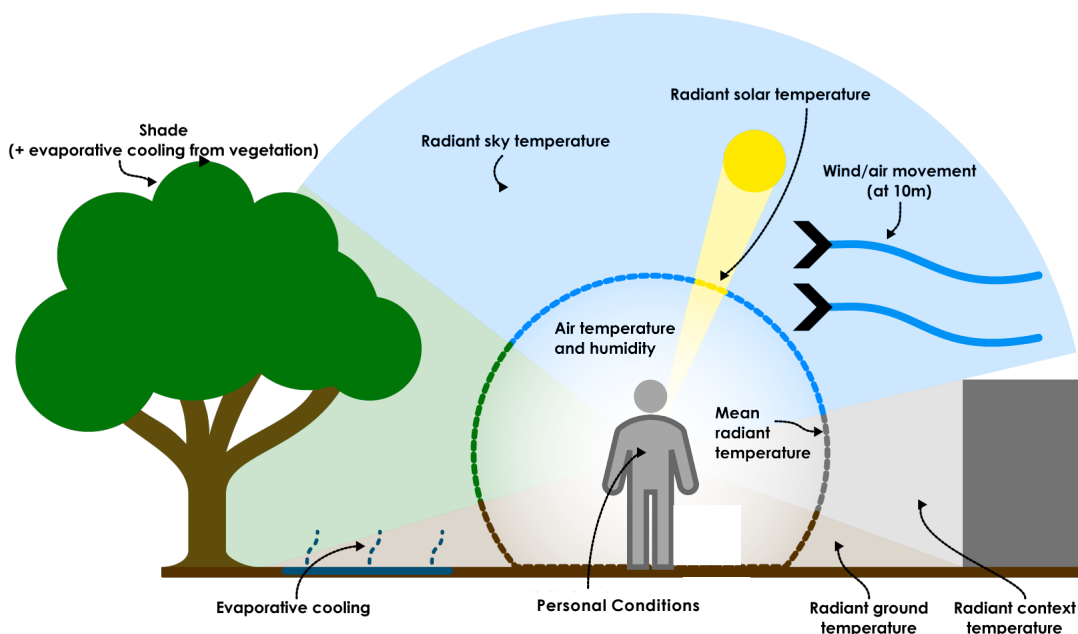 Radiant solar temperature
Shade
(+ evaporative cooling from vegetation)
Radiant sky temperature
Wind/air movement
(at 10m)
Air temperature
and humidity
Mean
radiant
temperature
Evaporative cooling
Personal Conditions
Radiant ground
temperature
Radiant context
temperature